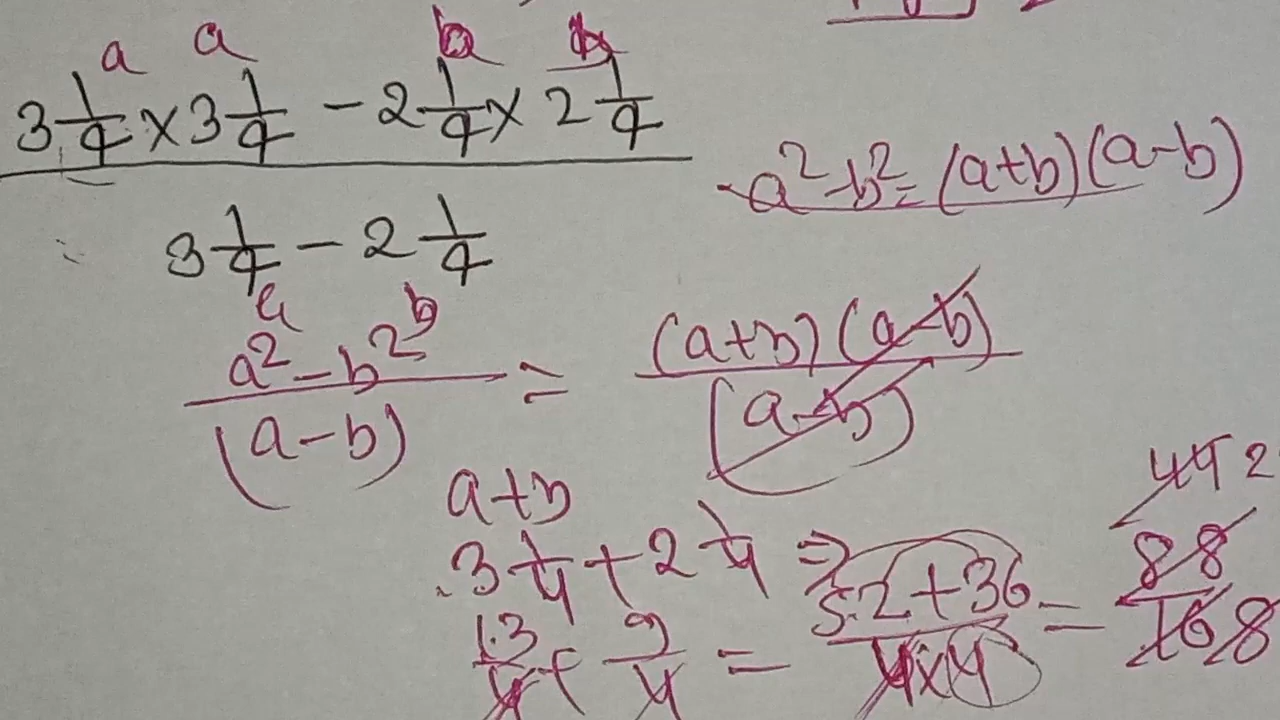 a a b b
3 1/4 × 3 1/4 - 2 1/4 × 2 1/4
a² - b² = (a+b)(a-b)
3 1/4 - 2 1/4
a b
a² - b² / (a-b) = (a+b)(a-b) / (a-b)
a+b
3 1/4 + 2 1/4 ⇒
13/4 + 9/4 = 52+36 / 4×4 = 88/16
44 2
8